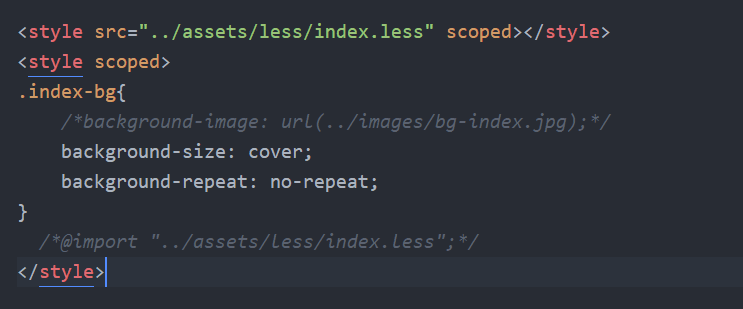 <style src="../assets/less/index.less" scoped></style>
<style scoped>
.index-bg{
    /*background-image: url(../images/bg-index.jpg);*/
    background-size: cover;
    background-repeat: no-repeat;
}
  /*@import "../assets/less/index.less";*/
</style>